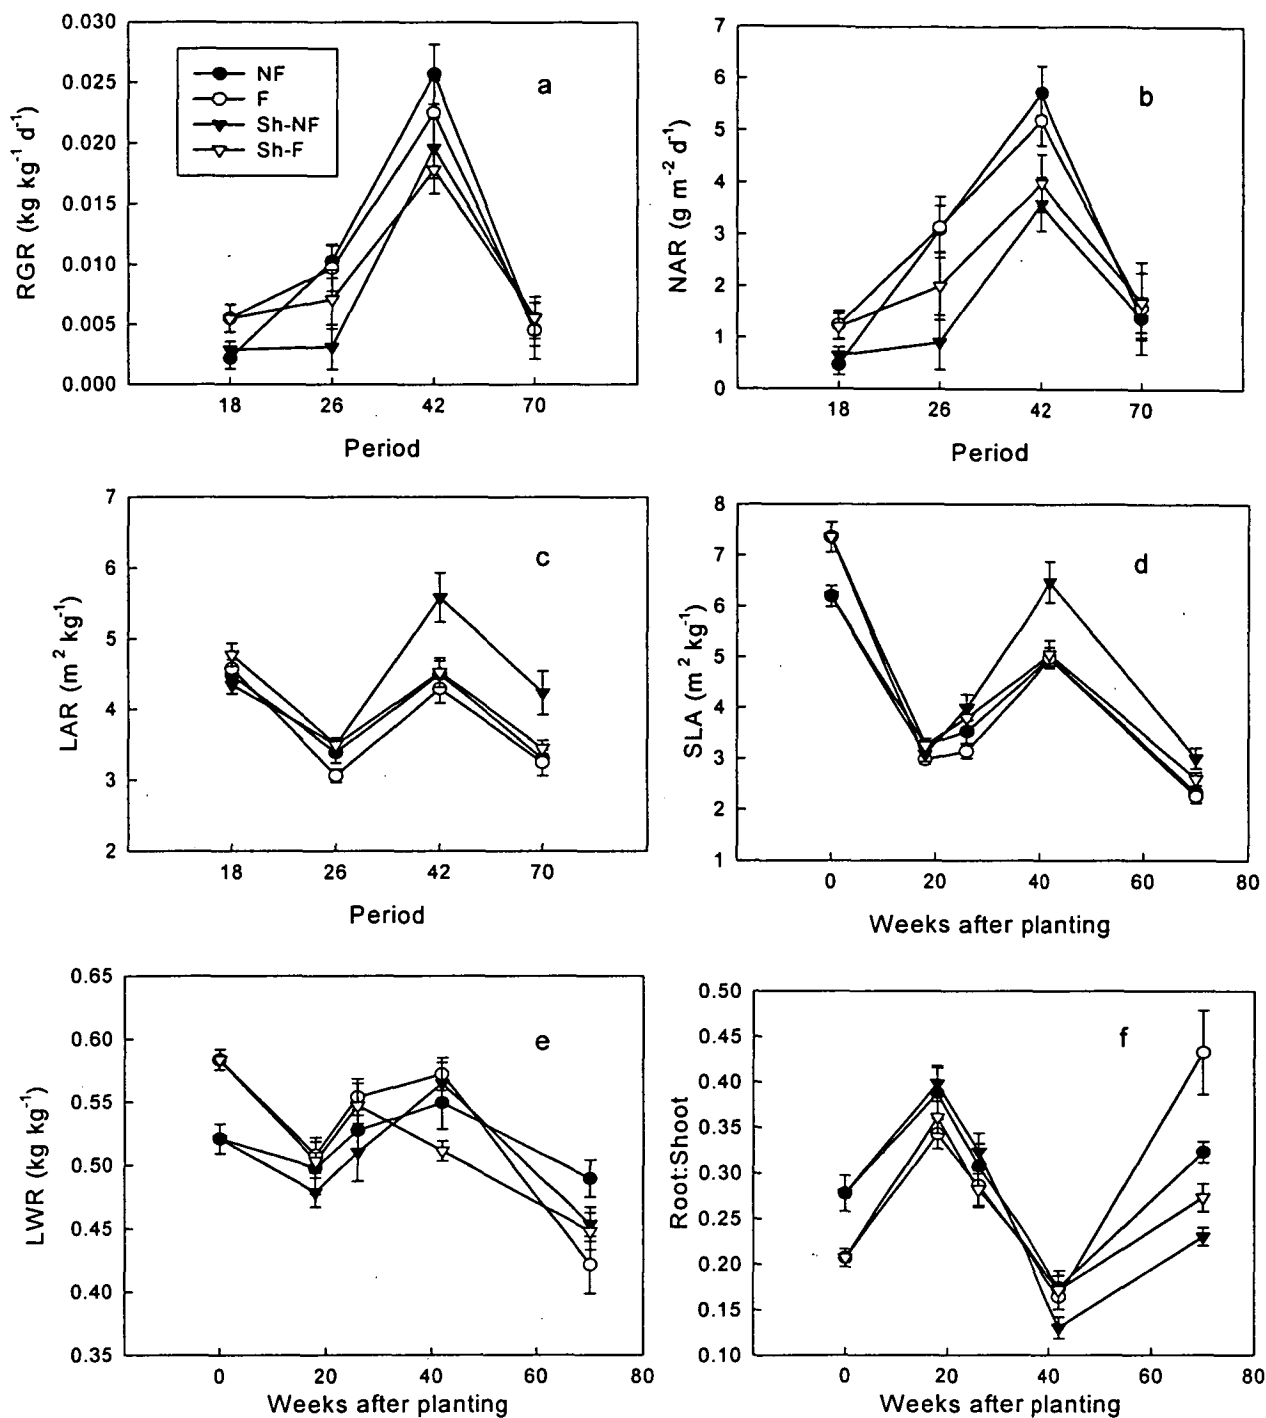 0.030
0.025
0.020
0.015
0.010
0.005
0.000
RGR (kg kg⁻¹ d⁻¹)
NF
F
Sh-NF
Sh-F
a
18 26 42 70
Period
7
6
5
4
3
2
1
0
NAR (g m⁻² d⁻¹)
b
18 26 42 70
Period
7
6
5
4
3
2
LAR (m² kg⁻¹)
c
18 26 42 70
Period
8
7
6
5
4
3
2
1
SLA (m² kg⁻¹)
d
0 20 40 60 80
Weeks after planting
0.65
0.60
0.55
0.50
0.45
0.40
0.35
LWR (kg kg⁻¹)
e
0 20 40 60 80
Weeks after planting
0.50
0.45
0.40
0.35
0.30
0.25
0.20
0.15
0.10
Root:Shoot
f
0 20 40 60 80
Weeks after planting